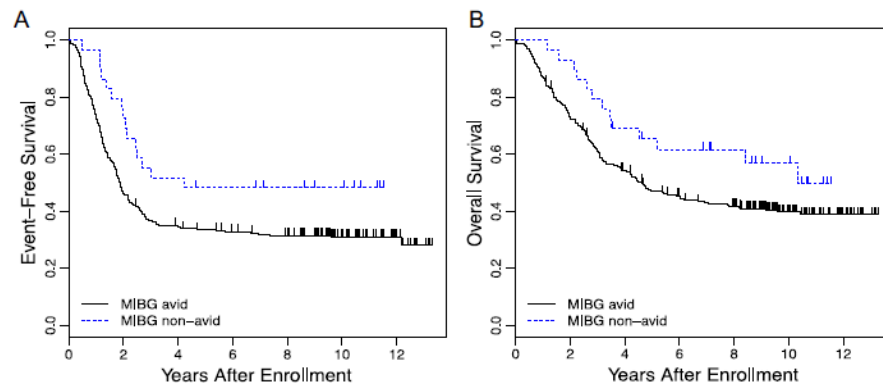 A
Event-Free Survival
1.0
0.8
0.6
0.4
0.2
0.0
MIBG avid
MIBG non-avid
0 2 4 6 8 10 12
Years After Enrollment
B
Overall Survival
1.0
0.8
0.6
0.4
0.2
0.0
MIBG avid
MIBG non-avid
0 2 4 6 8 10 12
Years After Enrollment